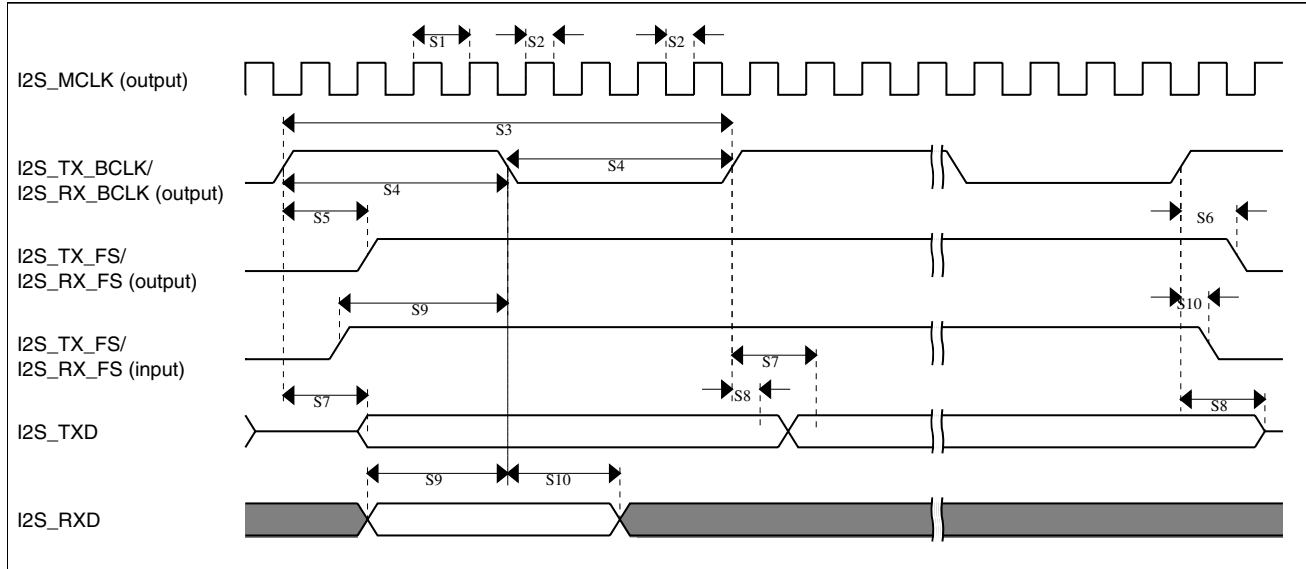 S1
S2
S2
I2S_MCLK (output)
S3
I2S_TX_BCLK/
I2S_RX_BCLK (output)
S4
S4
S5
S6
I2S_TX_FS/
I2S_RX_FS (output)
S9
S10
I2S_TX_FS/
I2S_RX_FS (input)
S7
S7
S8
S8
I2S_TXD
S9
S10
I2S_RXD